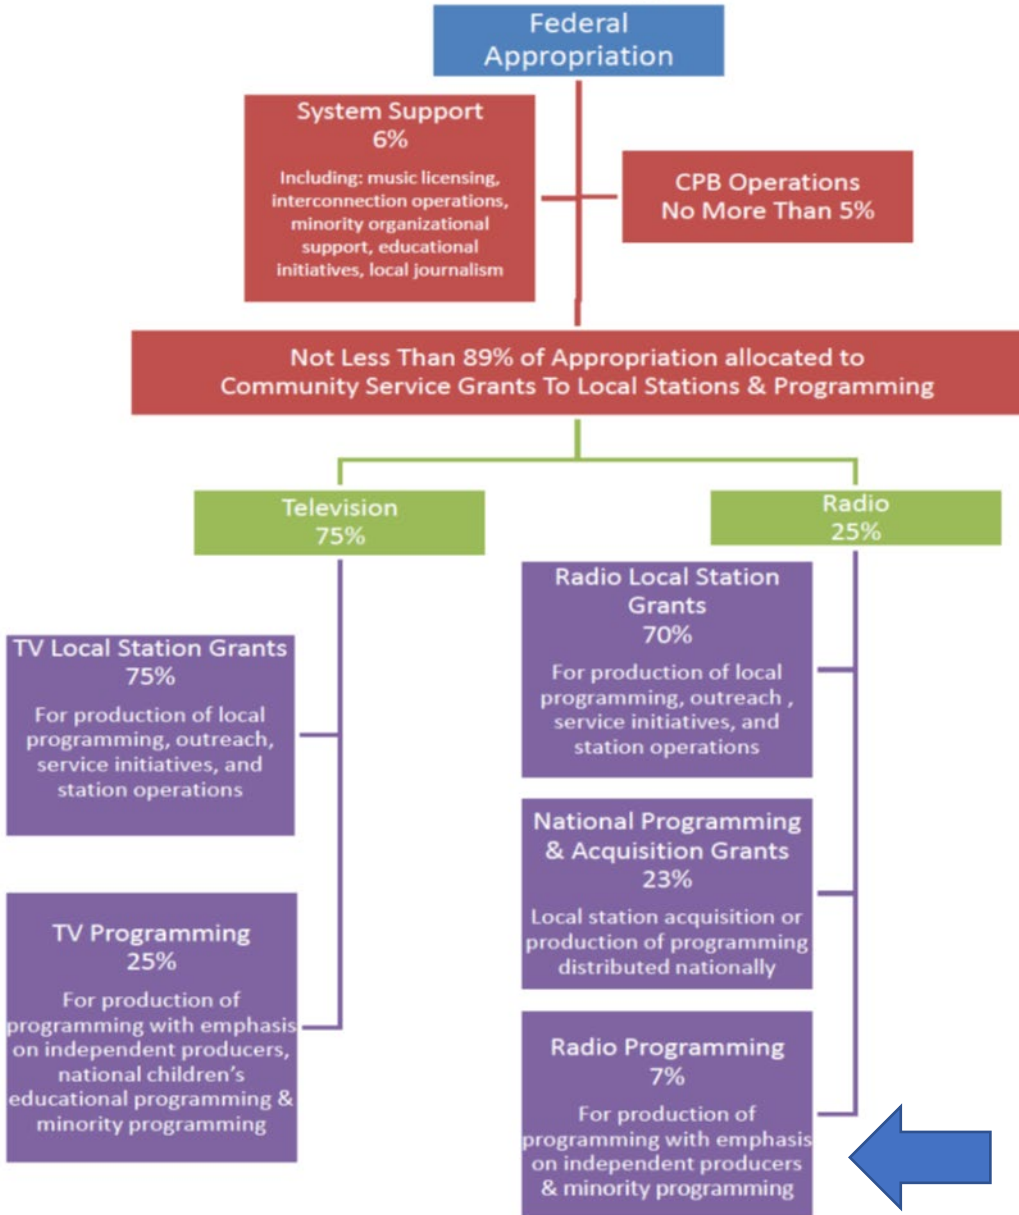 Federal
Appropriation
System Support
6%
Including: music licensing,
interconnection operations,
minority organizational
support, educational
initiatives, local journalism
CPB Operations
No More Than 5%
Not Less Than 89% of Appropriation allocated to
Community Service Grants To Local Stations & Programming
Television
75%
TV Local Station Grants
75%
For production of local
programming, outreach,
service initiatives, and
station operations
TV Programming
25%
For production of
programming with emphasis
on independent producers,
national children's
educational programming &
minority programming
Radio
25%
Radio Local Station
Grants
70%
For production of local
programming, outreach ,
service initiatives, and
station operations
National Programming
& Acquisition Grants
23%
Local station acquisition or
production of programming
distributed nationally
Radio Programming
7%
For production of
programming with emphasis
on independent producers
& minority programming